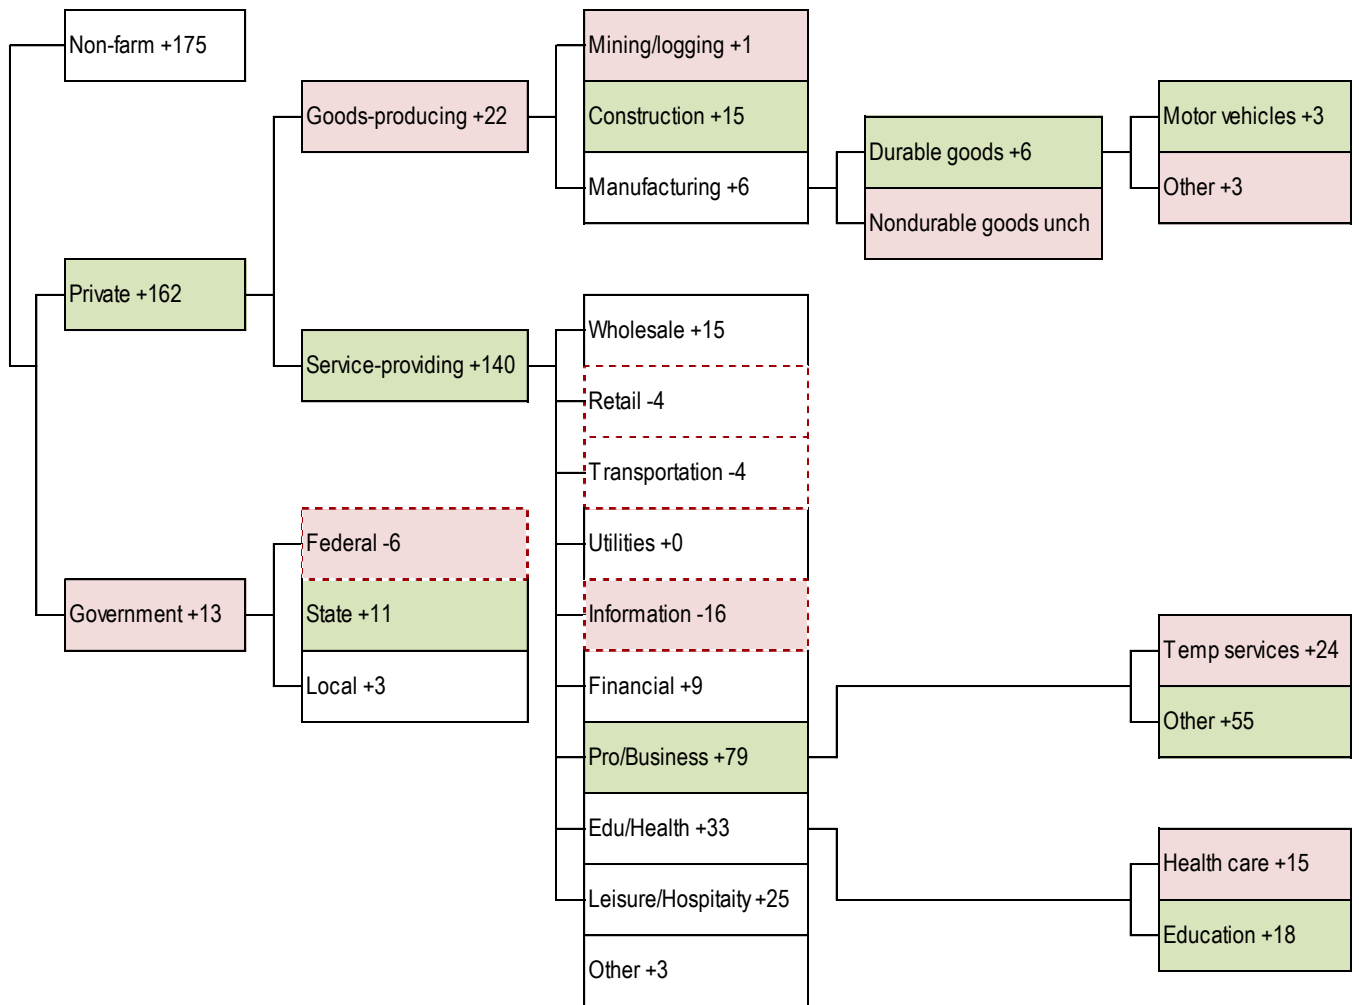 Non-farm +175
Private +162
Government +13
Goods-producing +22
Service-providing +140
Federal -6
State +11
Local +3
Mining/logging +1
Construction +15
Manufacturing +6
Wholesale +15
Retail -4
Transportation -4
Utilities +0
Information -16
Financial +9
Pro/Business +79
Edu/Health +33
Leisure/Hospitaity +25
Other +3
Durable goods +6
Nondurable goods unch
Motor vehicles +3
Other +3
Temp services +24
Other +55
Health care +15
Education +18